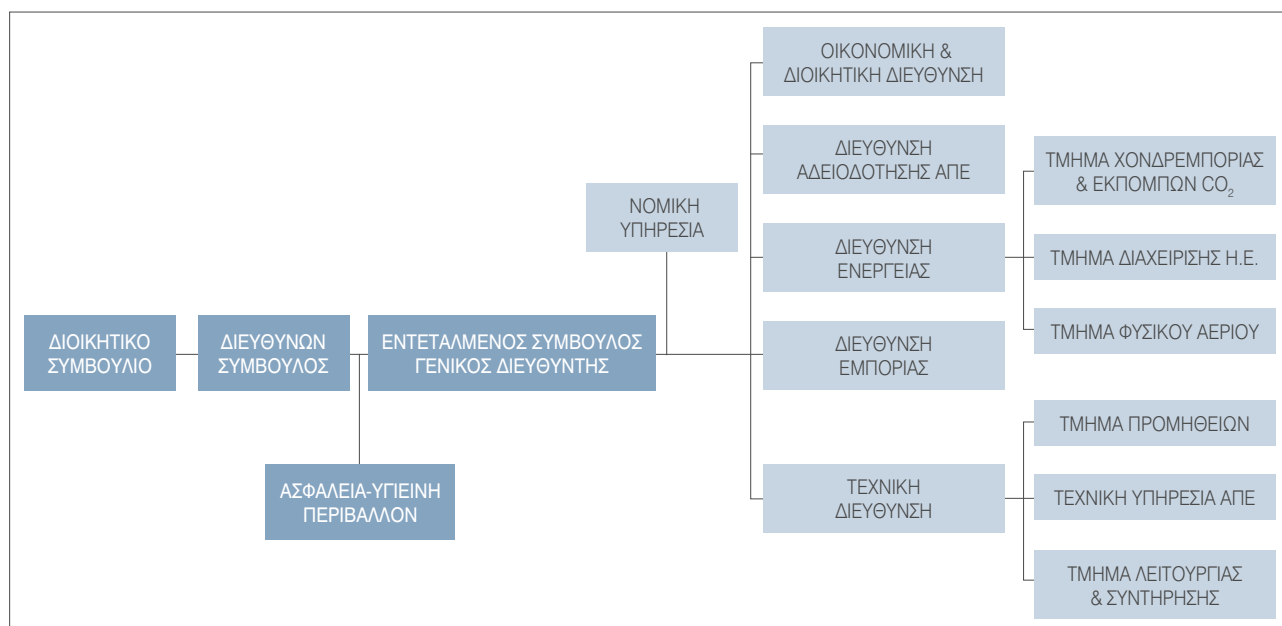 ΔΙΟΙΚΗΤΙΚΟ
ΣΥΜΒΟΥΛΙΟ
ΔΙΕΥΘΥΝΩΝ
ΣΥΜΒΟΥΛΟΣ
ΑΣΦΑΛΕΙΑ-ΥΓΙΕΙΝΗ
ΠΕΡΙΒΑΛΛΟΝ
ΕΝΤΕΤΑΛΜΕΝΟΣ ΣΥΜΒΟΥΛΟΣ
ΓΕΝΙΚΟΣ ΔΙΕΥΘΥΝΤΗΣ
ΝΟΜΙΚΗ
ΥΠΗΡΕΣΙΑ
ΟΙΚΟΝΟΜΙΚΗ &
ΔΙΟΙΚΗΤΙΚΗ ΔΙΕΥΘΥΝΣΗ
ΔΙΕΥΘΥΝΣΗ
ΑΔΕΙΟΔΟΤΗΣΗΣ ΑΠΕ
ΔΙΕΥΘΥΝΣΗ
ΕΝΕΡΓΕΙΑΣ
ΤΜΗΜΑ ΧΟΝΔΡΕΜΠΟΡΙΑΣ
& ΕΚΠΟΜΠΩΝ CO₂
ΤΜΗΜΑ ΔΙΑΧΕΙΡΙΣΗΣ Η.Ε.
ΤΜΗΜΑ ΦΥΣΙΚΟΥ ΑΕΡΙΟΥ
ΔΙΕΥΘΥΝΣΗ
ΕΜΠΟΡΙΑΣ
ΤΕΧΝΙΚΗ
ΔΙΕΥΘΥΝΣΗ
ΤΜΗΜΑ ΠΡΟΜΗΘΕΙΩΝ
ΤΕΧΝΙΚΗ ΥΠΗΡΕΣΙΑ ΑΠΕ
ΤΜΗΜΑ ΛΕΙΤΟΥΡΓΙΑΣ
& ΣΥΝΤΗΡΗΣΗΣ